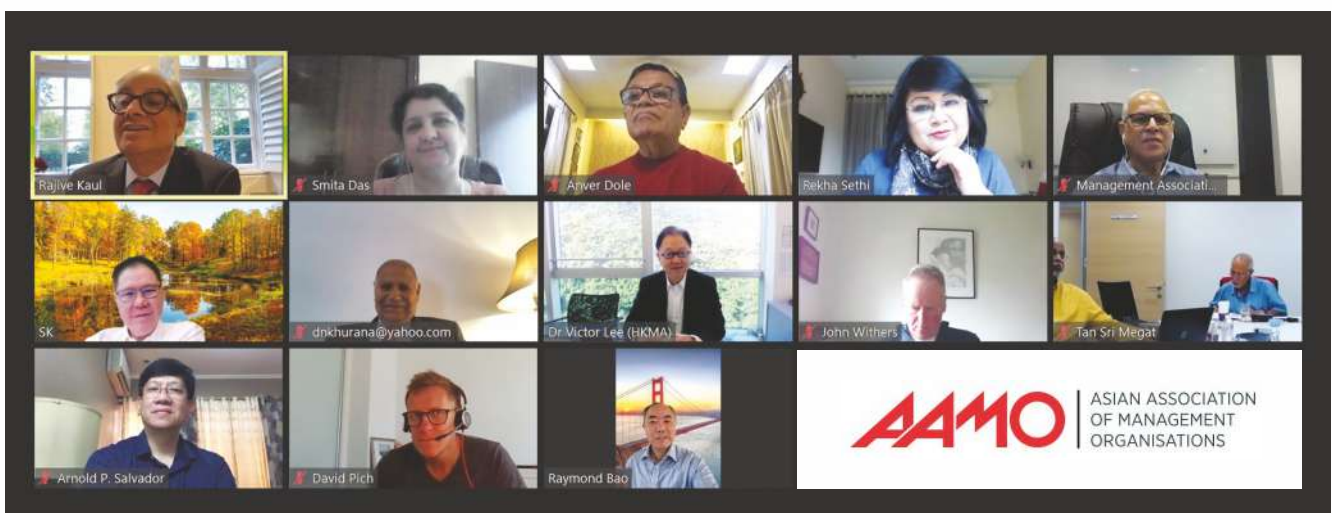 Rajive Kaul
Smita Das
Anver Dole
Rekha Sethi
Management Associati...
SK
dnkhurana@yahoo.com
Dr Victor Lee (HKMA)
John Withers
Tan Sri Megat
Arnold P. Salvador
David Pich
Raymond Bao
AAMO
ASIAN ASSOCIATION
OF MANAGEMENT
ORGANISATIONS